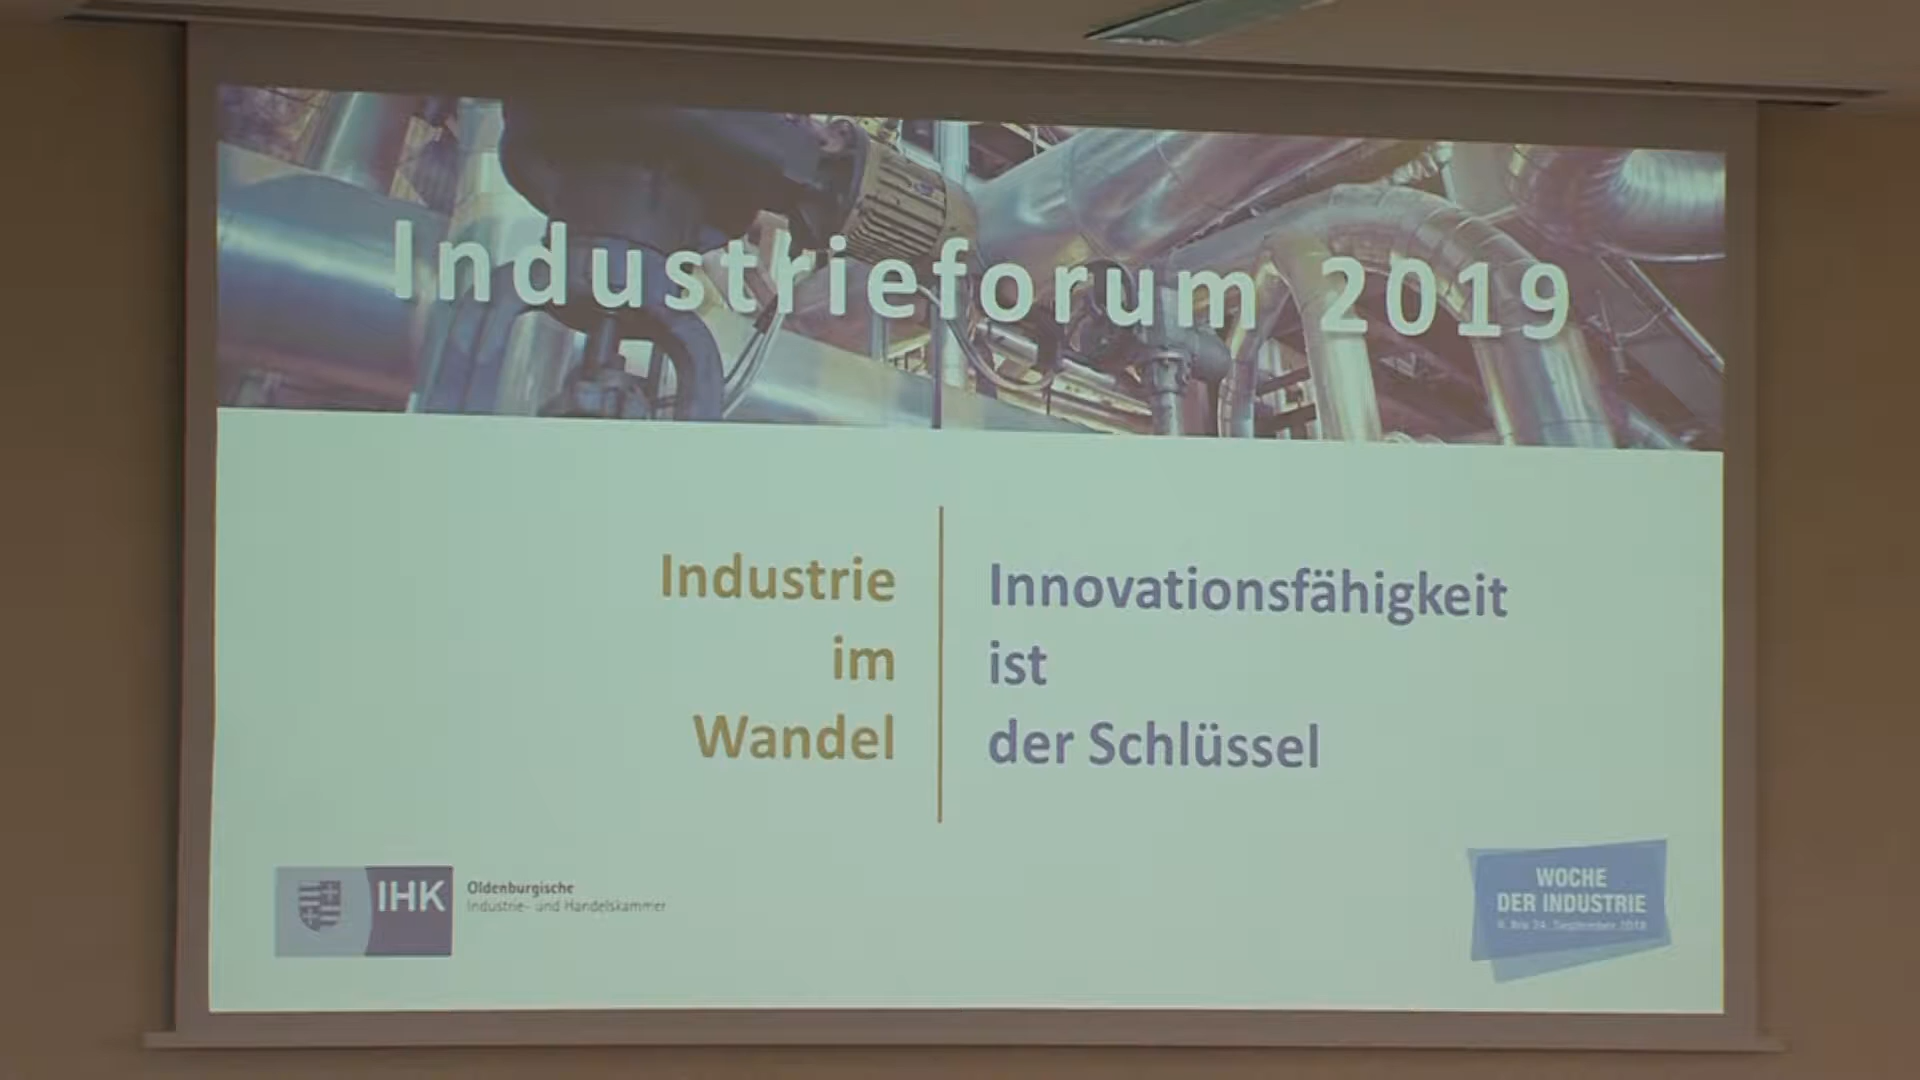 Industrieforum 2019
Industrie
im
Wandel
Innovationsfähigkeit
ist
der Schlüssel
IHK
Oldenburgische
Industrie- und Handelskammer
WOCHE
DER INDUSTRIE